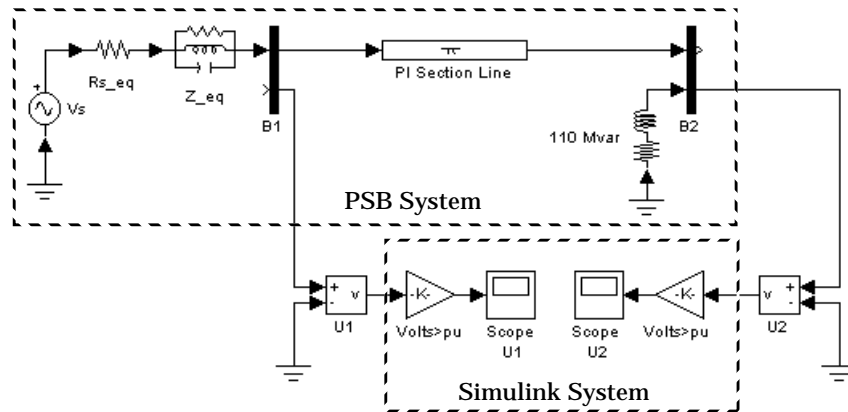 +
Rs_eq
Z_eq
Vs
B1
PI Section Line
110 Mvar
B2
PSB System
+
-
v
U1
-K-
Volts>pu
Scope
U1
Scope
U2
-K-
Volts>pu
v
+
-
U2
Simulink System